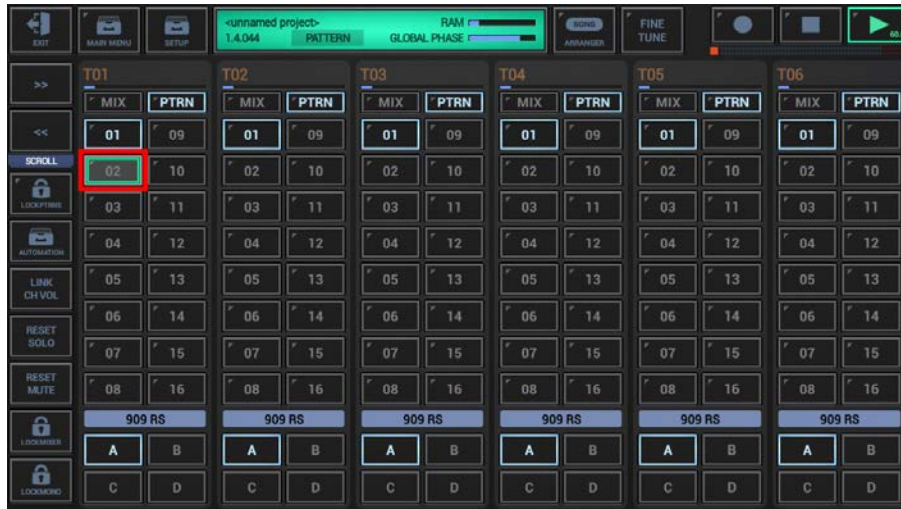 <unnamed project> RAM SONG FINE
EXIT MAIN MENU SETUP 1.4.044 PATTERN GLOBAL PHASE ARRANGER TUNE 60.
>> T01 T02 T03 T04 T05 T06
MIX PTRN MIX PTRN MIX PTRN MIX PTRN MIX PTRN MIX PTRN
<< 01 09 01 09 01 09 01 09 01 09 01 09
SCROLL
02 10 02 10 02 10 02 10 02 10 02 10
LOCKPTRNS 03 11 03 11 03 11 03 11 03 11 03 11
AUTOMATION 04 12 04 12 04 12 04 12 04 12 04 12
LINK
CH VOL 05 13 05 13 05 13 05 13 05 13 05 13
06 14 06 14 06 14 06 14 06 14 06 14
RESET
SOLO
07 15 07 15 07 15 07 15 07 15 07 15
RESET
MUTE 08 16 08 16 08 16 08 16 08 16 08 16
909 RS 909 RS 909 RS 909 RS 909 RS 909 RS
LOCKMIXER A B A B A B A B A B A B
LOCKMONO C D C D C D C D C D C D